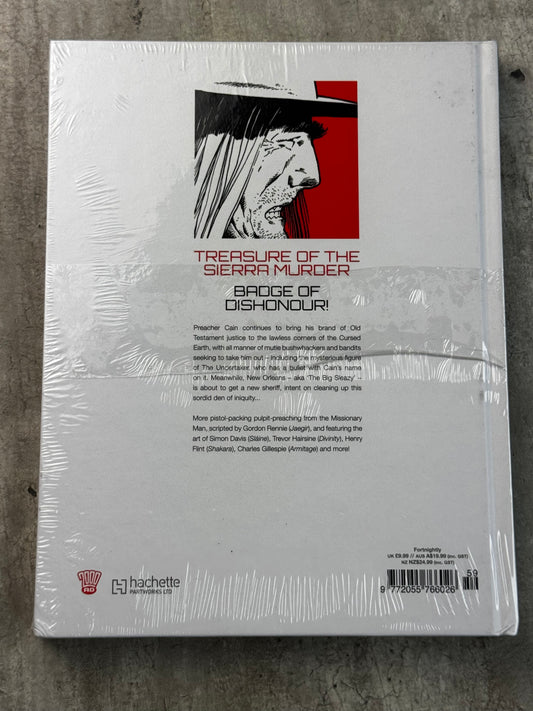 TREASURE OF THE
SIERRA MURDER
BADGE OF
DISHONOUR!
Preacher Cain continues to bring his brand of Old
Testament justice to the lawless corners of the Cursed
Earth, with all manner of mutie bushwhackers and bandits
seeking to take him out – including the mysterious figure
of The Undertaker, who has a bullet with Cain's name
on it. Meanwhile, New Orleans – aka 'The Big Sleazy' –
is about to get a new sheriff, intent on cleaning up this
sordid den of iniquity...
More pistol-packing pulpit-preaching from the Missionary
Man, scripted by Gordon Rennie (Jaegir), and featuring the
art of Simon Davis (Sláine), Trevor Hairsine (Divinity), Henry
Flint (Shakara), Charles Gillespie (Armitage) and more!
Fortnightly
UK £9.99 // AUS A$19.99 (inc. GST)
NZ NZ$24.99 (inc. GST)
59
9 772055 766026
2000
AD
hachette
PARTWORKS LTD